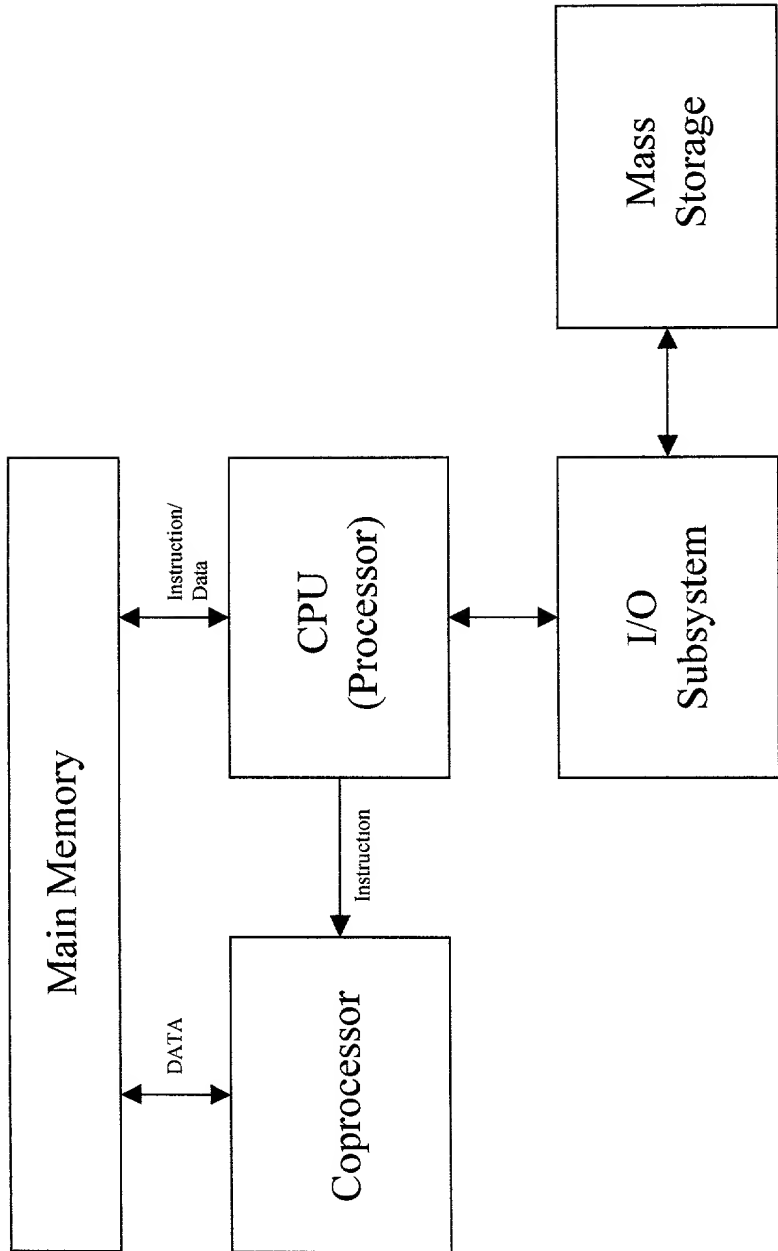 Main Memory
DATA
Instruction/
Data
Coprocessor
Instruction
CPU
(Processor)
I/O
Subsystem
Mass
Storage